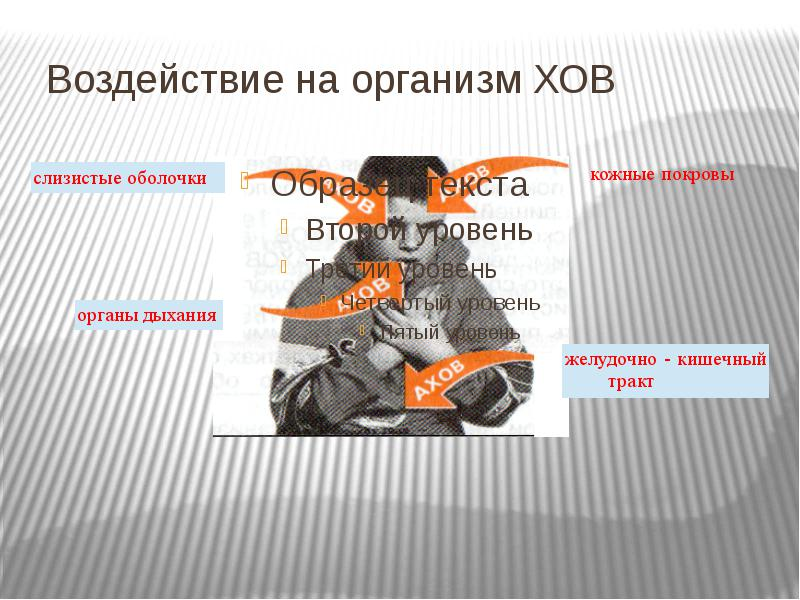 Воздействие на организм ХОВ
слизистые оболочки
кожные покровы
Образец текста
Второй уровень
Третий уровень
Четвертый уровень
Пятый уровень
АХОВ
АХОВ
АХОВ
АХОВ
органы дыхания
желудочно - кишечный
тракт